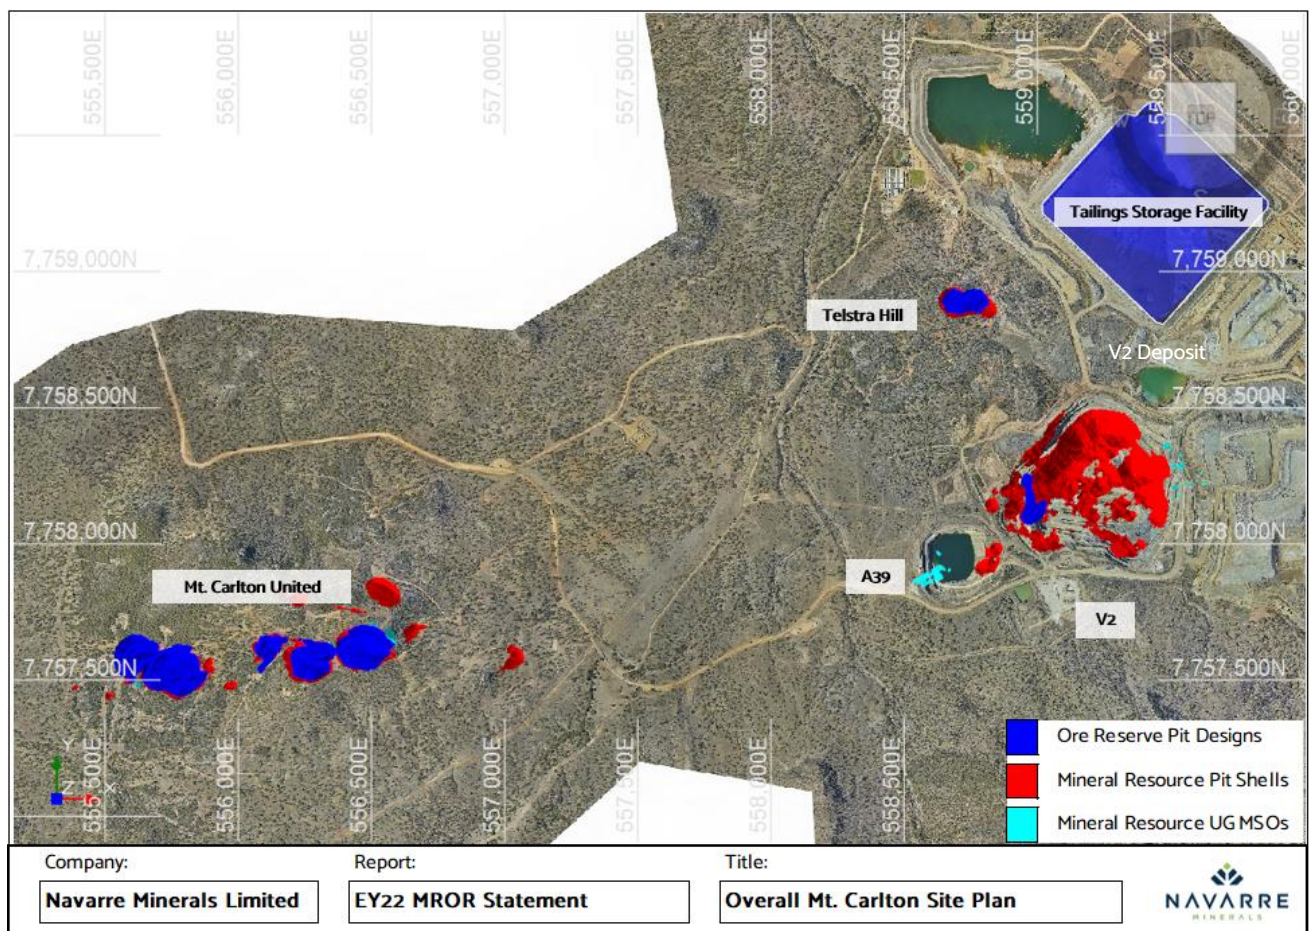 555,500E
556,000E
556,500E
557,000E
557,500E
558,000E
558,500E
559,000E
559,500E
TOP
W
S
Tailings Storage Facility
7,759,000N
7,759,000N
Telstra Hill
V2 Deposit
7,758,500N
7,758,500N
7,758,000N
7,758,000N
A39
Mt. Carlton United
V2
7,757,500N
7,757,500N
Y
Z
X
555,500E
556,000E
556,500E
557,000E
557,500E
558,000E
558,500E
Ore Reserve Pit Designs
Mineral Resource Pit Shells
Mineral Resource UG MSOs
Company:
Report:
Title:
Navarre Minerals Limited
EY22 MROR Statement
Overall Mt. Carlton Site Plan
NAVARRE
MINERALS